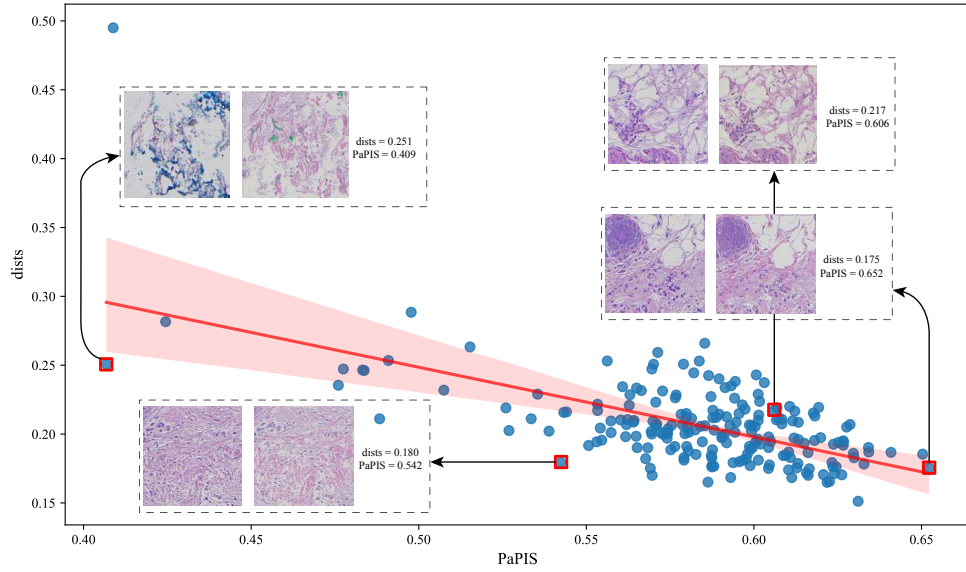 0.50
0.45
0.40
0.35
0.30
0.25
0.20
0.15
dists
dists = 0.251
PaPIS = 0.409
dists = 0.217
PaPIS = 0.606
dists = 0.175
PaPIS = 0.652
dists = 0.180
PaPIS = 0.542
0.40 0.45 0.50 0.55 0.60 0.65
PaPIS